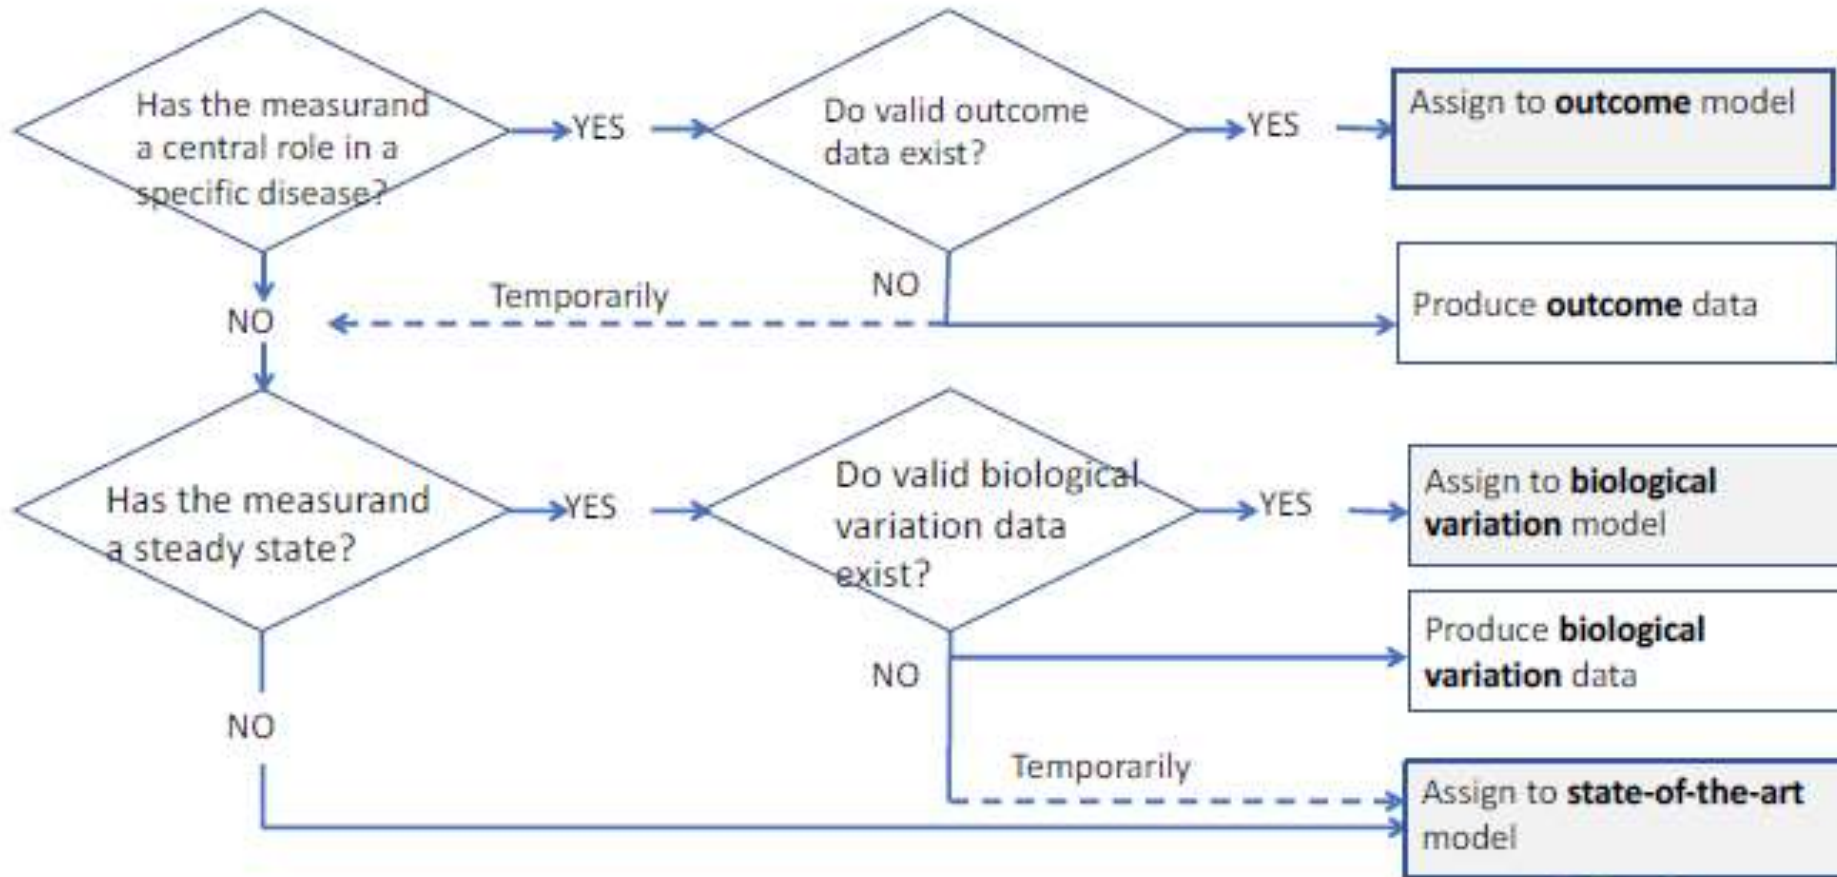 Has the measurand
a central role in a
specific disease?
YES
Do valid outcome
data exist?
YES
Assign to outcome model
NO
Temporarily
NO
Produce outcome data
Has the measurand
a steady state?
YES
Do valid biological
variation data
exist?
YES
Assign to biological
variation model
NO
Produce biological
variation data
NO
Temporarily
Assign to state-of-the-art
model